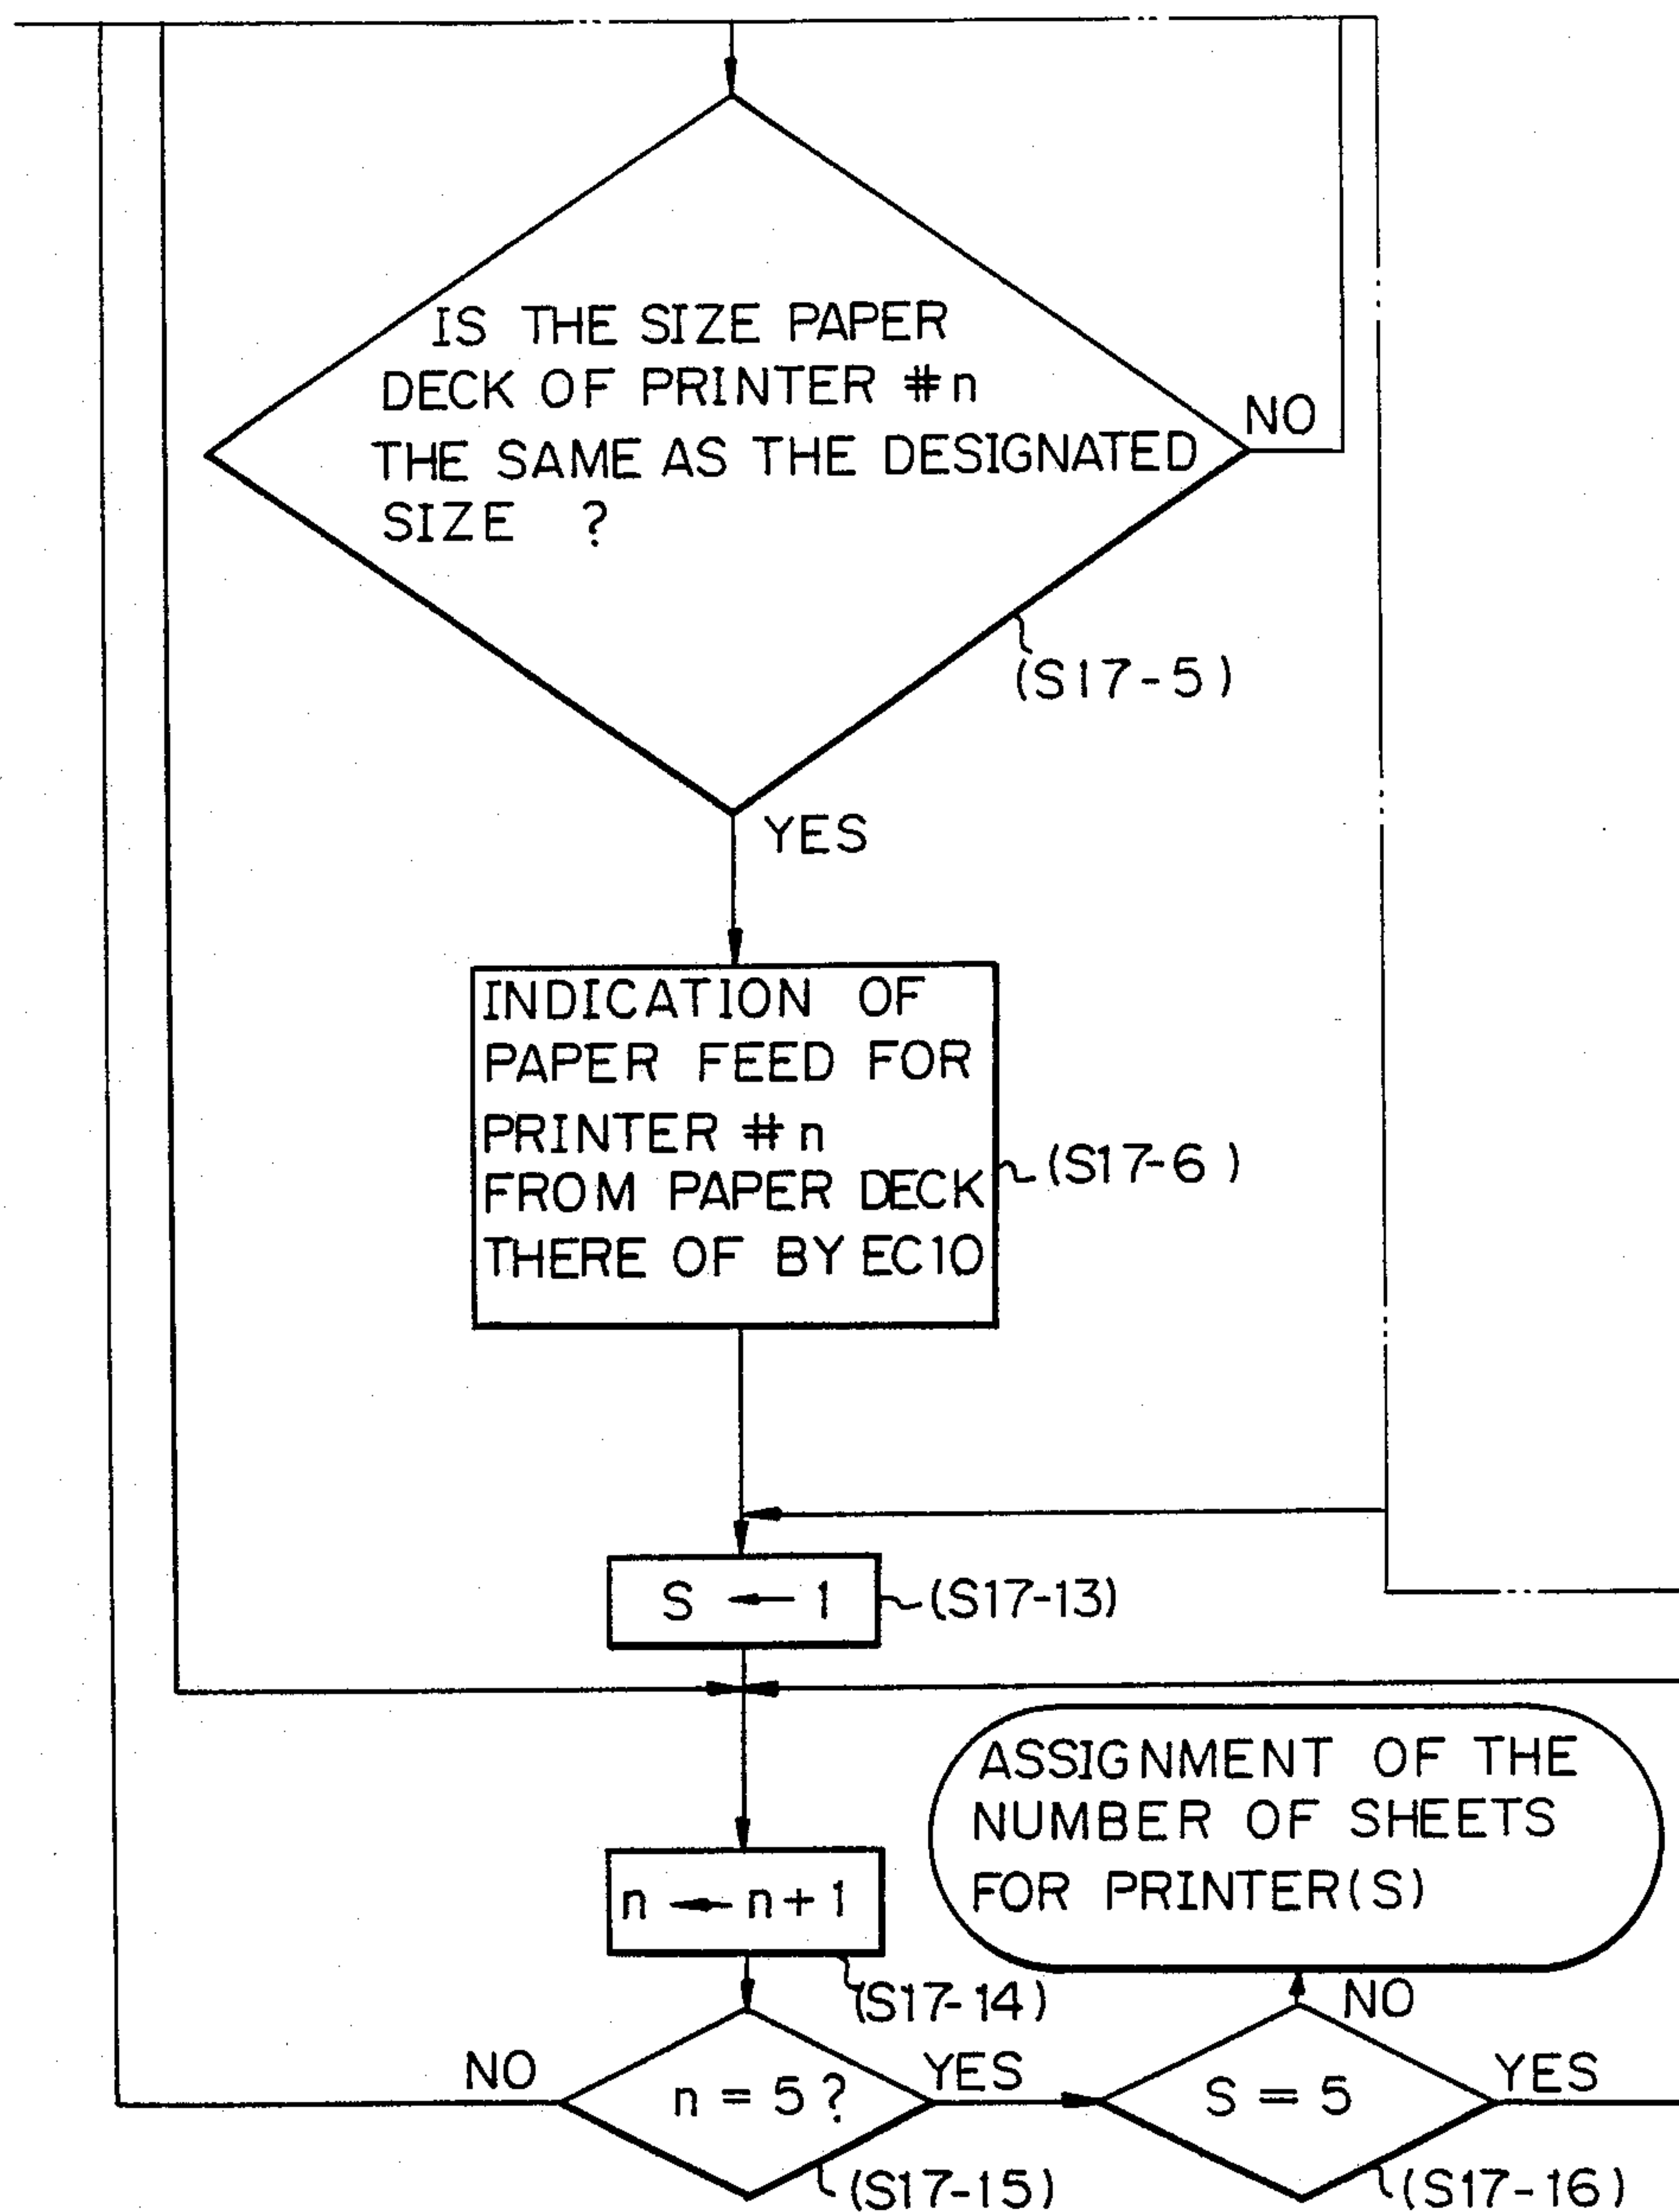 IS THE SIZE PAPER
DECK OF PRINTER #n
THE SAME AS THE DESIGNATED
SIZE ?
NO
(S17-5)
YES
INDICATION OF
PAPER FEED FOR
PRINTER #n
FROM PAPER DECK
THERE OF BY EC10
(S17-6)
S ← 1
(S17-13)
ASSIGNMENT OF THE
NUMBER OF SHEETS
FOR PRINTER(S)
n ← n+1
(S17-14)
NO
NO
n = 5?
YES
S = 5
YES
(S17-15)
(S17-16)